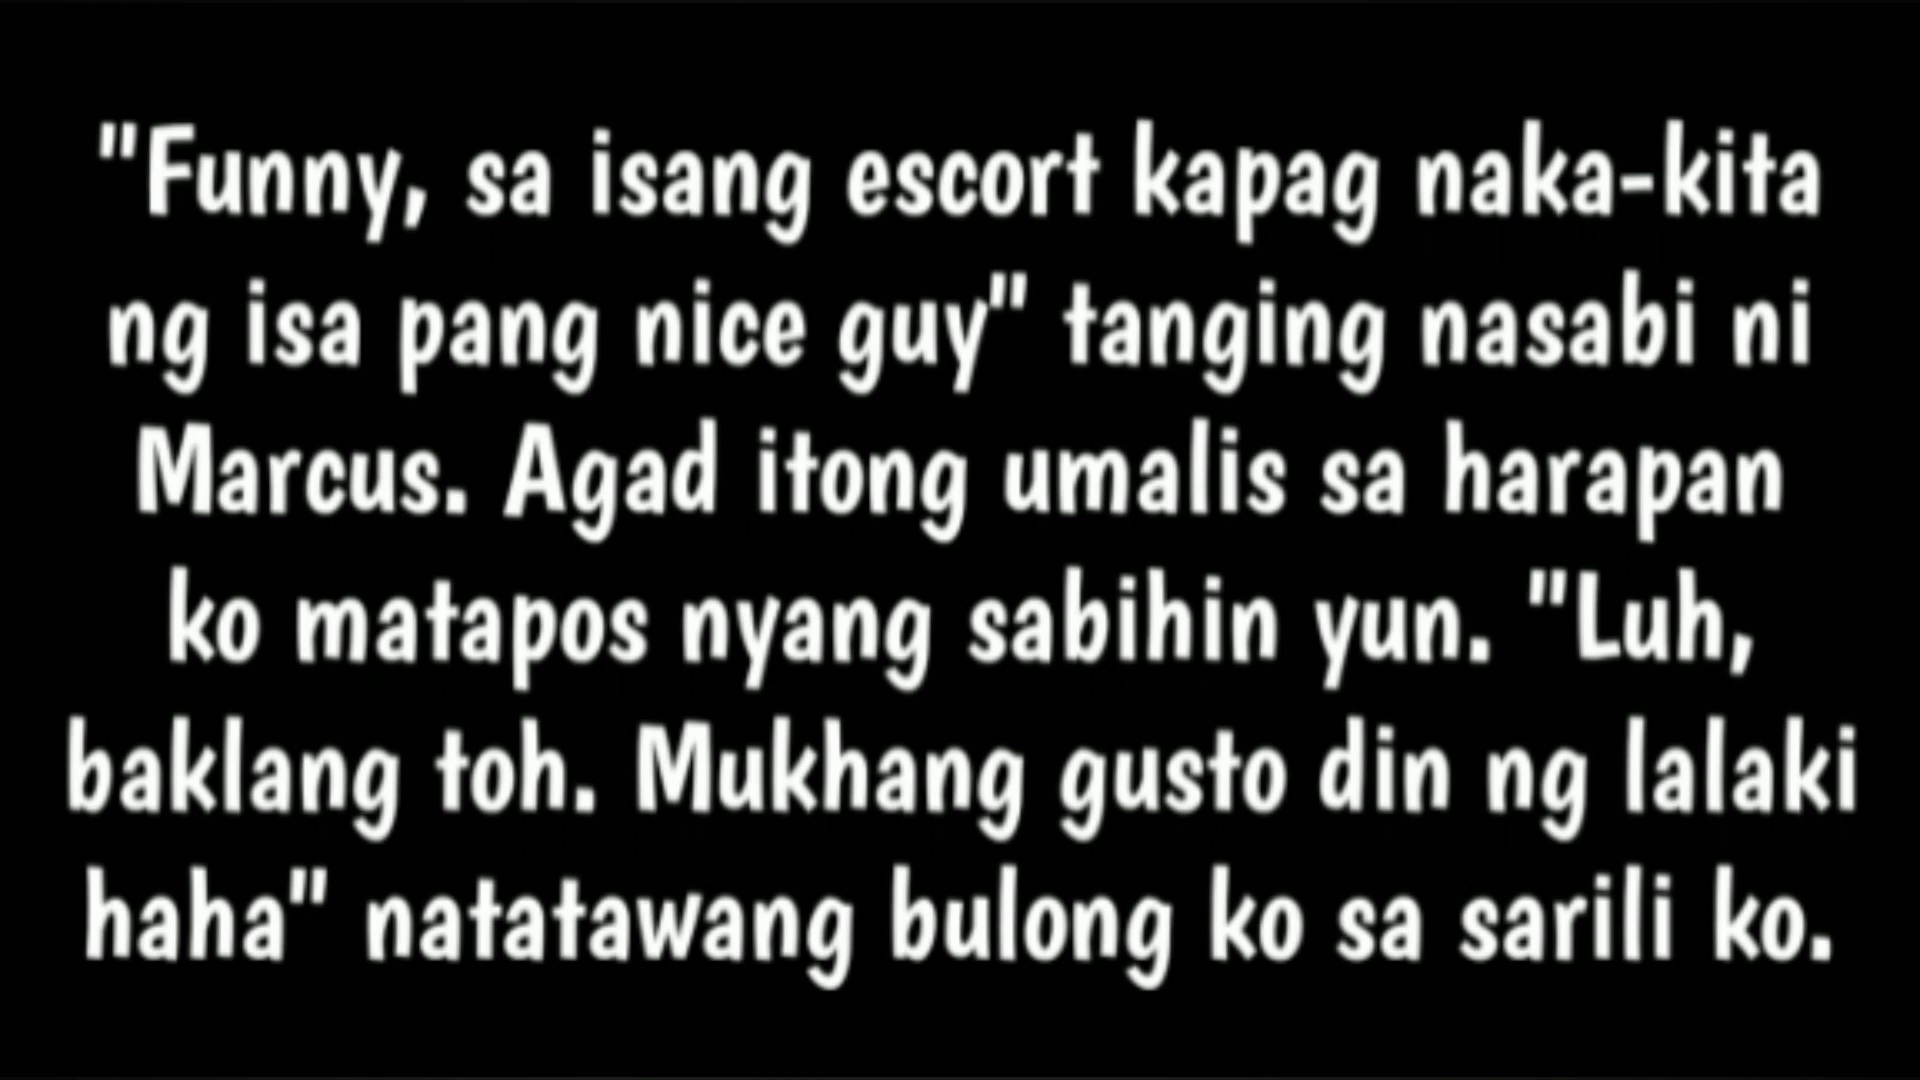 "Funny, sa isang escort kapag naka-kita
ng isa pang nice guy" tanging nasabi ni
Marcus. Agad itong umalis sa harapan
ko matapos nyang sabihin yun. "Luh,
baklang toh. Mukhang gusto din ng lalaki
haha" natatawang bulong ko sa sarili ko.